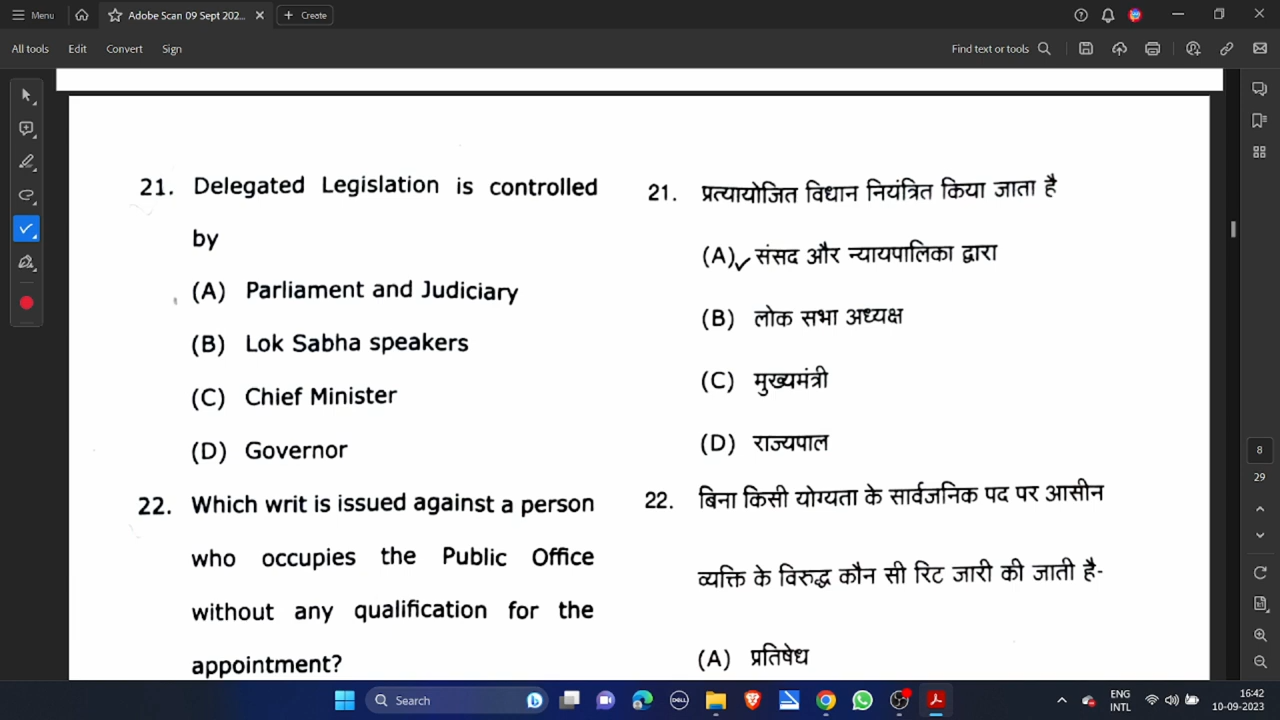 Menu
Adobe Scan 09 Sept 202...
Create
All tools
Edit
Convert
Sign
Find text or tools
21. Delegated Legislation is controlled
by
(A) Parliament and Judiciary
(B) Lok Sabha speakers
(C) Chief Minister
(D) Governor
22. Which writ is issued against a person
who occupies the Public Office
without any qualification for the
appointment?
21. प्रत्यायोजित विधान नियंत्रित किया जाता है
(A) संसद और न्यायपालिका द्वारा
(B) लोक सभा अध्यक्ष
(C) मुख्यमंत्री
(D) राज्यपाल
22. बिना किसी योग्यता के सार्वजनिक पद पर आसीन
व्यक्ति के विरुद्ध कौन सी रिट जारी की जाती है-
(A) प्रतिषेध
8
29
Search
DELL
ENG
INTL
16:42
10-09-2023